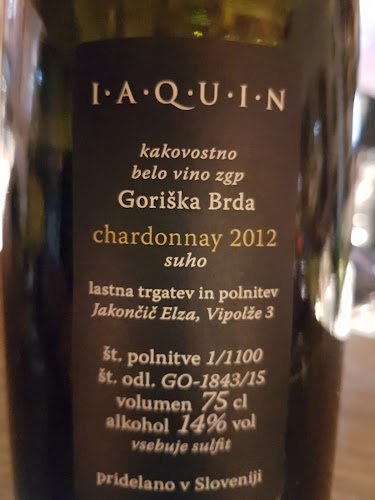 I·A·Q·U·I·N
kakovostno
belo vino zgp
Goriška Brda
chardonnay 2012
suho
lastna trgatev in polnitev
Jakončič Elza, Vipolže 3
št. polnitve 1/1100
št. odl. GO-1843/15
volumen 75 cl
alkohol 14% vol
vsebuje sulfit
pridelano v Sloveniji